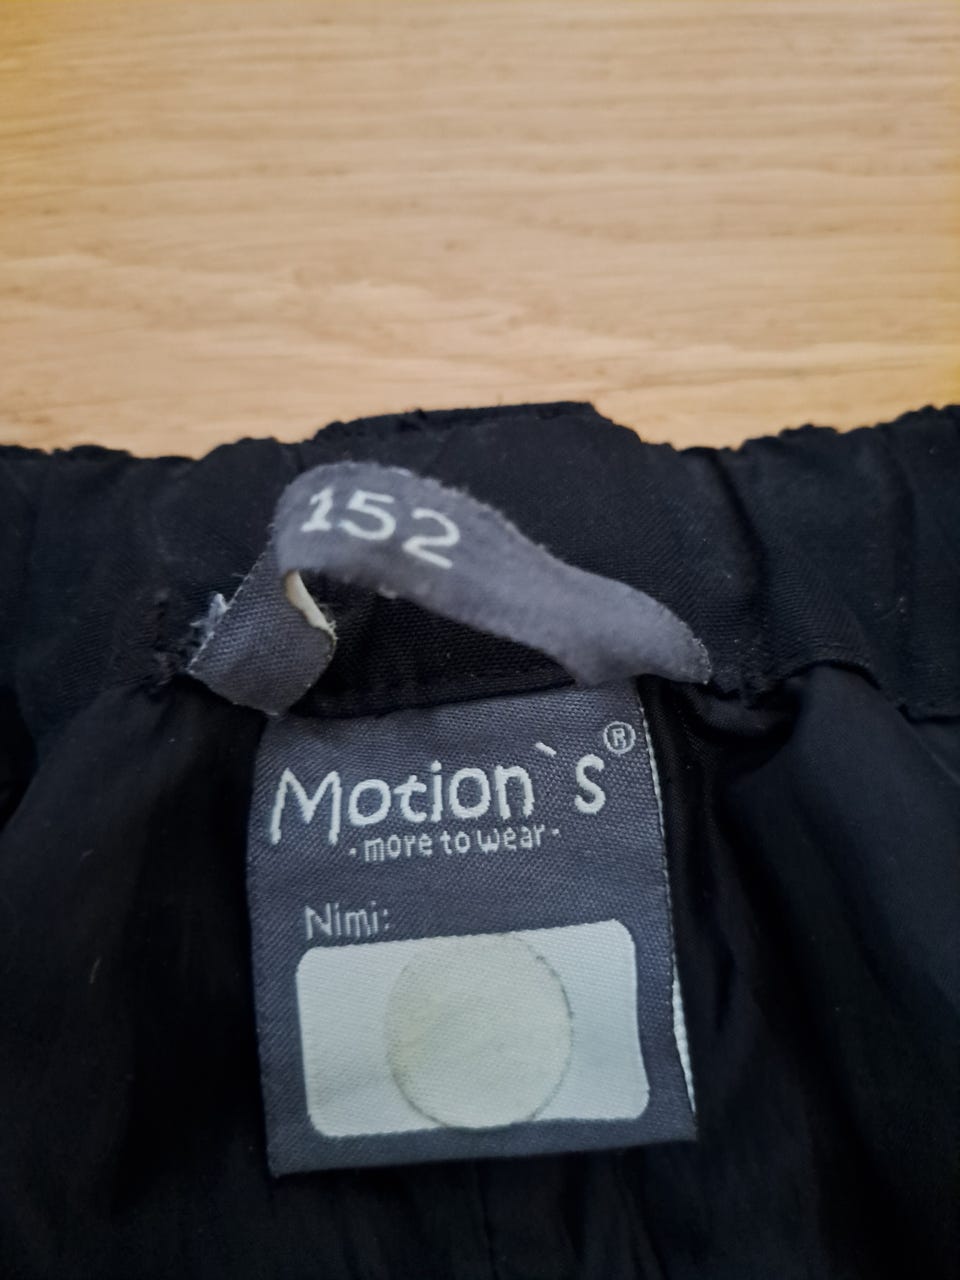 152
Motion`s®
· more to wear ·
Nimi: